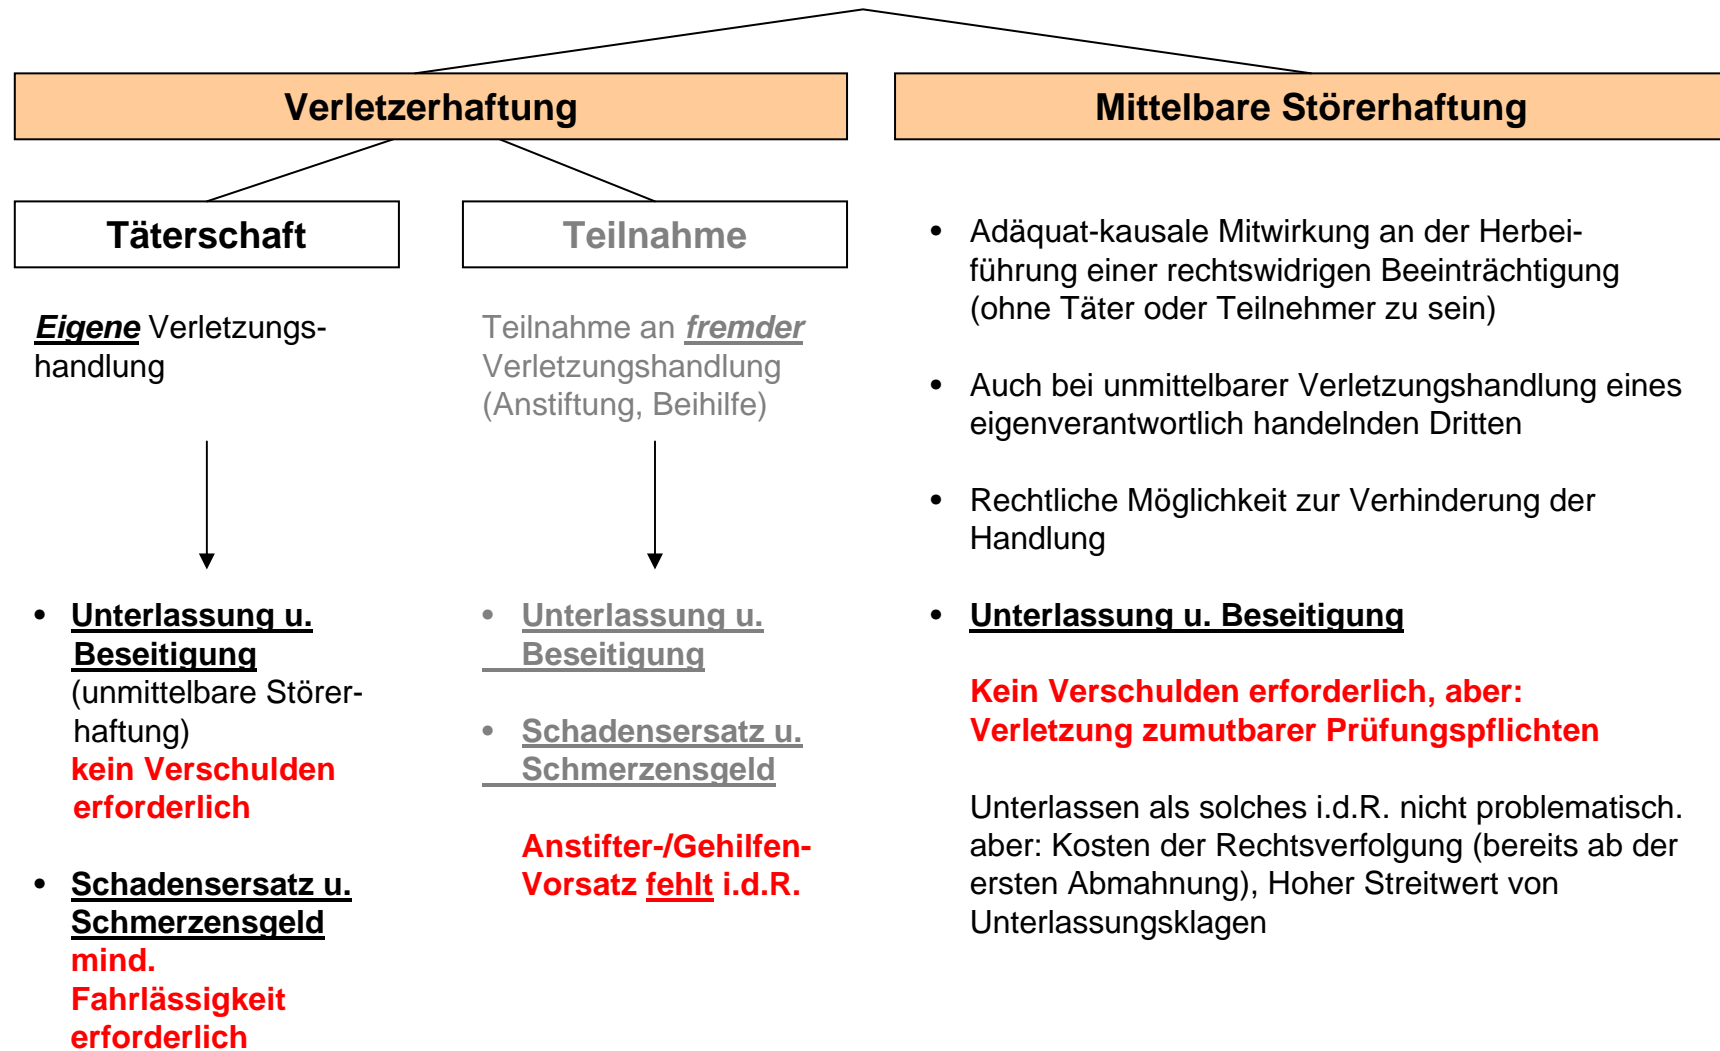 Verletzerhaftung
Täterschaft
Eigene Verletzungs-
handlung
• Unterlassung u.
Beseitigung
(unmittelbare Störer-
haftung)
kein Verschulden
erforderlich
• Schadensersatz u.
Schmerzensgeld
mind.
Fahrlässigkeit
erforderlich
Teilnahme
Teilnahme an fremder
Verletzungshandlung
(Anstiftung, Beihilfe)
• Unterlassung u.
Beseitigung
• Schadensersatz u.
Schmerzensgeld
Anstifter-/Gehilfen-
Vorsatz fehlt i.d.R.
Mittelbare Störerhaftung
• Adäquat-kausale Mitwirkung an der Herbei-
führung einer rechtswidrigen Beeinträchtigung
(ohne Täter oder Teilnehmer zu sein)
• Auch bei unmittelbarer Verletzungshandlung eines
eigenverantwortlich handelnden Dritten
• Rechtliche Möglichkeit zur Verhinderung der
Handlung
• Unterlassung u. Beseitigung
Kein Verschulden erforderlich, aber:
Verletzung zumutbarer Prüfungspflichten
Unterlassen als solches i.d.R. nicht problematisch.
aber: Kosten der Rechtsverfolgung (bereits ab der
ersten Abmahnung), Hoher Streitwert von
Unterlassungsklagen